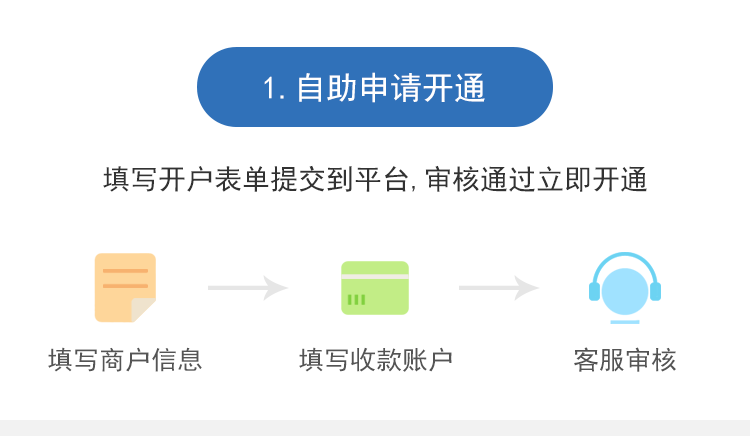 1.自助申请开通
填写开户表单提交到平台,审核通过立即开通
填写商户信息 填写收款账户 客服审核